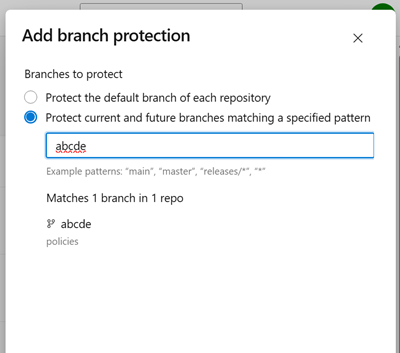 Add branch protection
Branches to protect
Protect the default branch of each repository
Protect current and future branches matching a specified pattern
abcde
Example patterns: "main", "master", "releases/*", "*"
Matches 1 branch in 1 repo
abcde
policies